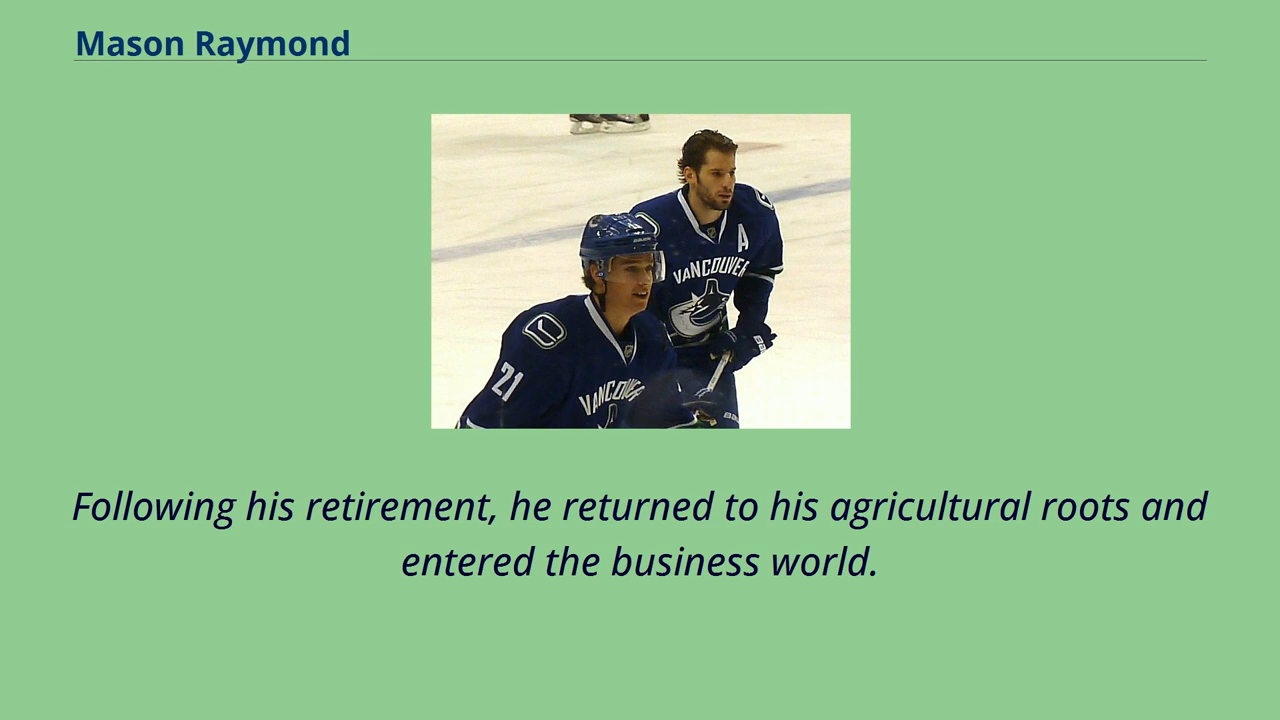 Mason Raymond
A
VANCOUVER
21
VANCOUVER
Following his retirement, he returned to his agricultural roots and
entered the business world.